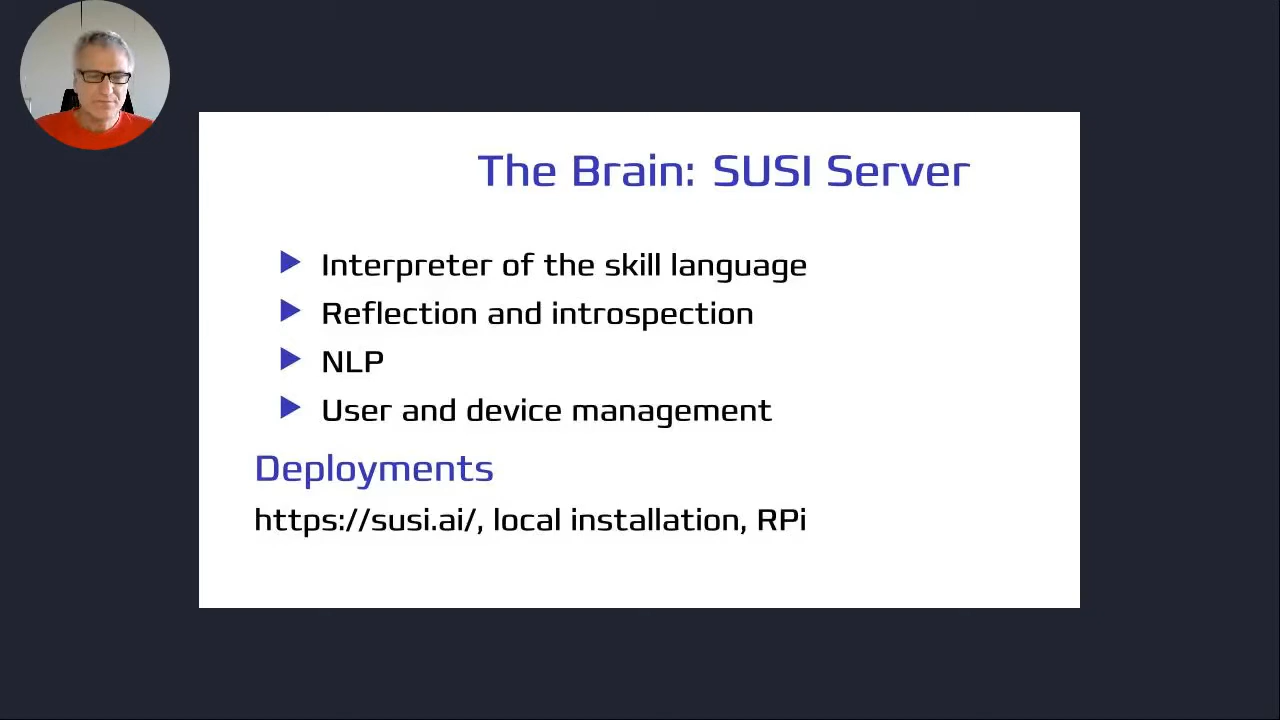 The Brain: SUSI Server
Interpreter of the skill language
Reflection and introspection
NLP
User and device management
Deployments
https://susi.ai/, local installation, RPi